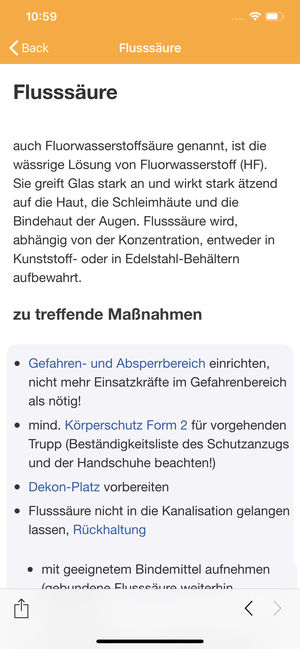 10:59
Back
Flusssäure
Flusssäure
auch Fluorwasserstoffsäure genannt, ist die
wässrige Lösung von Fluorwasserstoff (HF).
Sie greift Glas stark an und wirkt stark ätzend
auf die Haut, die Schleimhäute und die
Bindehaut der Augen. Flusssäure wird,
abhängig von der Konzentration, entweder in
Kunststoff- oder in Edelstahl-Behältern
aufbewahrt.
zu treffende Maßnahmen
• Gefahren- und Absperrbereich einrichten,
nicht mehr Einsatzkräfte im Gefahrenbereich
als nötig!
• mind. Körperschutz Form 2 für vorgehenden
Trupp (Beständigkeitsliste des Schutzanzugs
und der Handschuhe beachten!)
• Dekon-Platz vorbereiten
• Flusssäure nicht in die Kanalisation gelangen
lassen, Rückhaltung
• mit geeignetem Bindemittel aufnehmen
(gebundene Flusssäure weiterhin